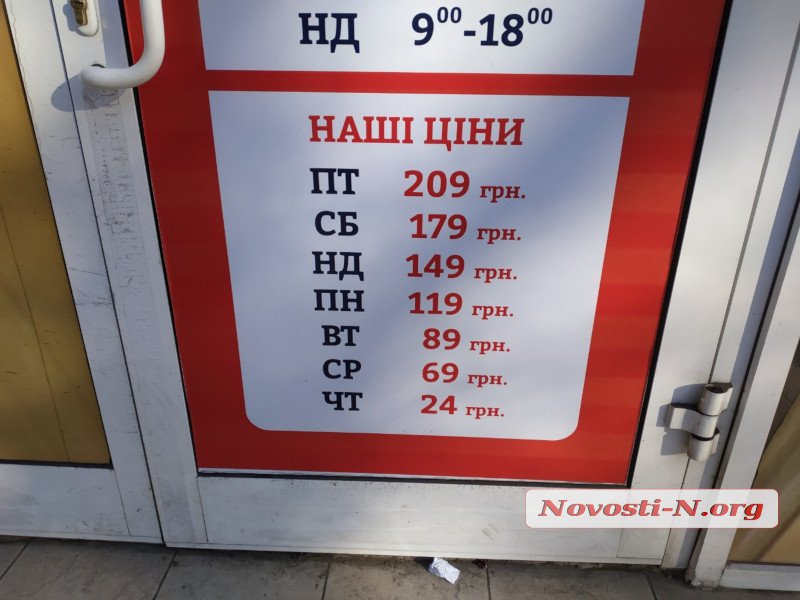 НД 9⁰⁰-18⁰⁰
НАШІ ЦІНИ
ПТ 209 грн.
СБ 179 грн.
НД 149 грн.
ПН 119 грн.
ВТ 89 грн.
СР 69 грн.
ЧТ 24 грн.
Novosti-N.org